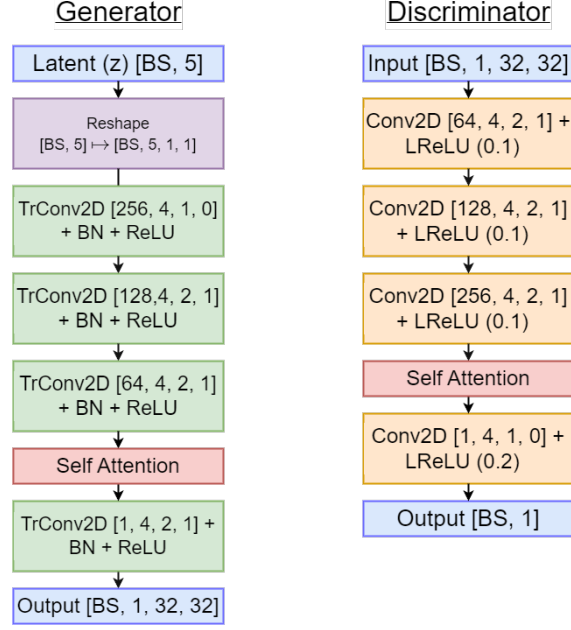 Generator
Latent (z) [BS, 5]
Reshape
[BS, 5] ↦ [BS, 5, 1, 1]
TrConv2D [256, 4, 1, 0]
+ BN + ReLU
TrConv2D [128,4, 2, 1]
+ BN + ReLU
TrConv2D [64, 4, 2, 1]
+ BN + ReLU
Self Attention
TrConv2D [1, 4, 2, 1] +
BN + ReLU
Output [BS, 1, 32, 32]
Discriminator
Input [BS, 1, 32, 32]
Conv2D [64, 4, 2, 1] +
LReLU (0.1)
Conv2D [128, 4, 2, 1]
+ LReLU (0.1)
Conv2D [256, 4, 2, 1]
+ LReLU (0.1)
Self Attention
Conv2D [1, 4, 1, 0] +
LReLU (0.2)
Output [BS, 1]